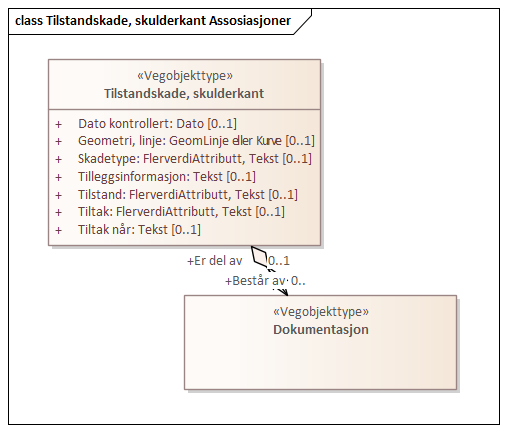 class Tilstandskade, skulderkant Assosiasjoner
«Vegobjekttype»
Tilstandskade, skulderkant
+ Dato kontrollert: Dato [0..1]
+ Geometri, linje: GeomLinje eller Kurve [0..1]
+ Skadetype: FlerverdiAttributt, Tekst [0..1]
+ Tilleggsinformasjon: Tekst [0..1]
+ Tilstand: FlerverdiAttributt, Tekst [0..1]
+ Tiltak: FlerverdiAttributt, Tekst [0..1]
+ Tiltak når: Tekst [0..1]
+Er del av 0..1
+Består av 0..
«Vegobjekttype»
Dokumentasjon